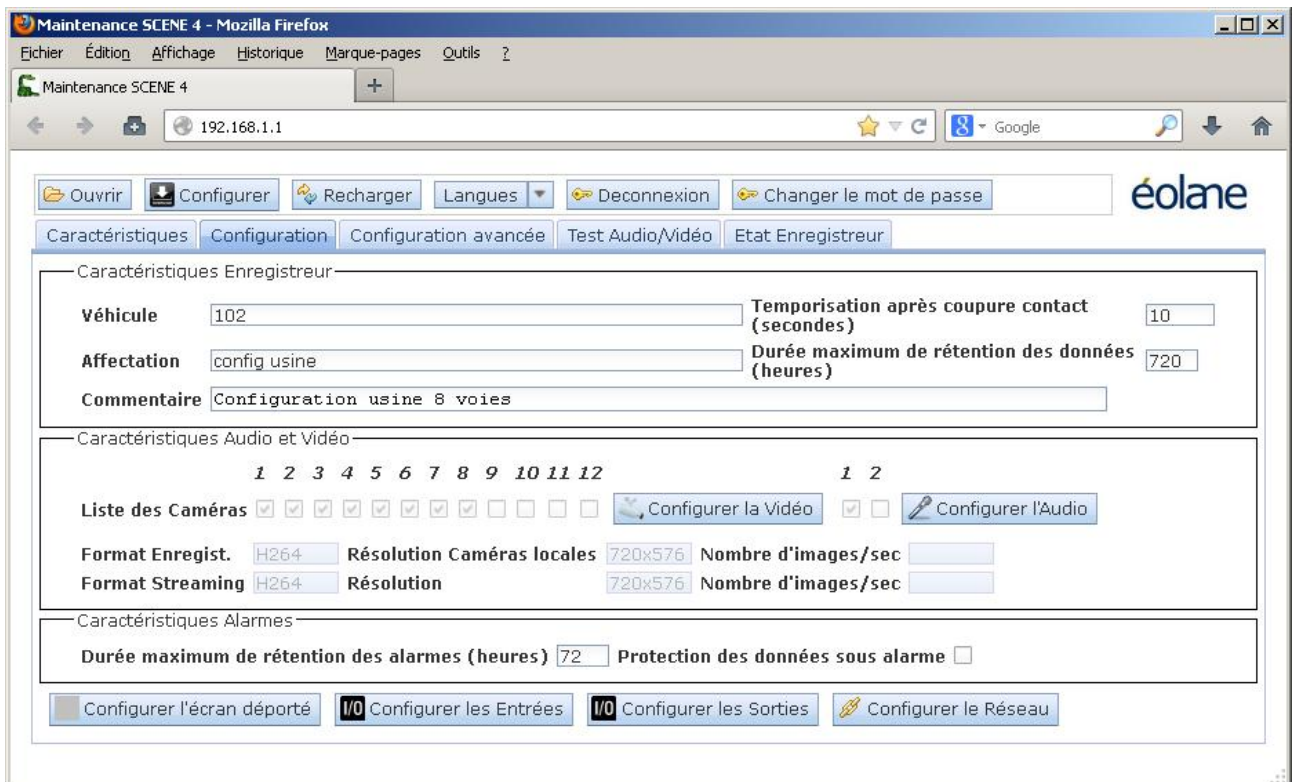 Maintenance SCENE 4 - Mozilla Firefox
Fichier Édition Affichage Historique Marque-pages Outils ?
Maintenance SCENE 4 +
192.168.1.1 8 Google
Ouvrir Configurer Recharger Langues Deconnexion Changer le mot de passe éolane
Caractéristiques Configuration Configuration avancée Test Audio/Vidéo Etat Enregistreur
Caractéristiques Enregistreur
Véhicule 102 Temporisation après coupure contact (secondes) 10
Affectation config usine Durée maximum de rétention des données (heures) 720
Commentaire Configuration usine 8 voies
Caractéristiques Audio et Vidéo
1 2 3 4 5 6 7 8 9 10 11 12 1 2
Liste des Caméras Configurer la Vidéo Configurer l'Audio
Format Enregist. H264 Résolution Caméras locales 720x576 Nombre d'images/sec
Format Streaming H264 Résolution 720x576 Nombre d'images/sec
Caractéristiques Alarmes
Durée maximum de rétention des alarmes (heures) 72 Protection des données sous alarme
Configurer l'écran déporté I/O Configurer les Entrées I/O Configurer les Sorties Configurer le Réseau